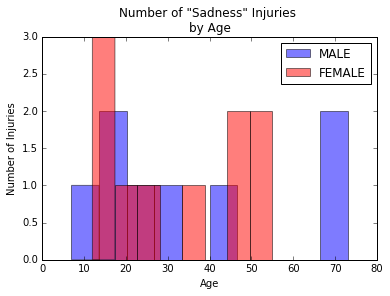 Number of "Sadness" Injuries
by Age
MALE
FEMALE
Number of Injuries
3.0
2.5
2.0
1.5
1.0
0.5
0.0
0 10 20 30 40 50 60 70 80
Age